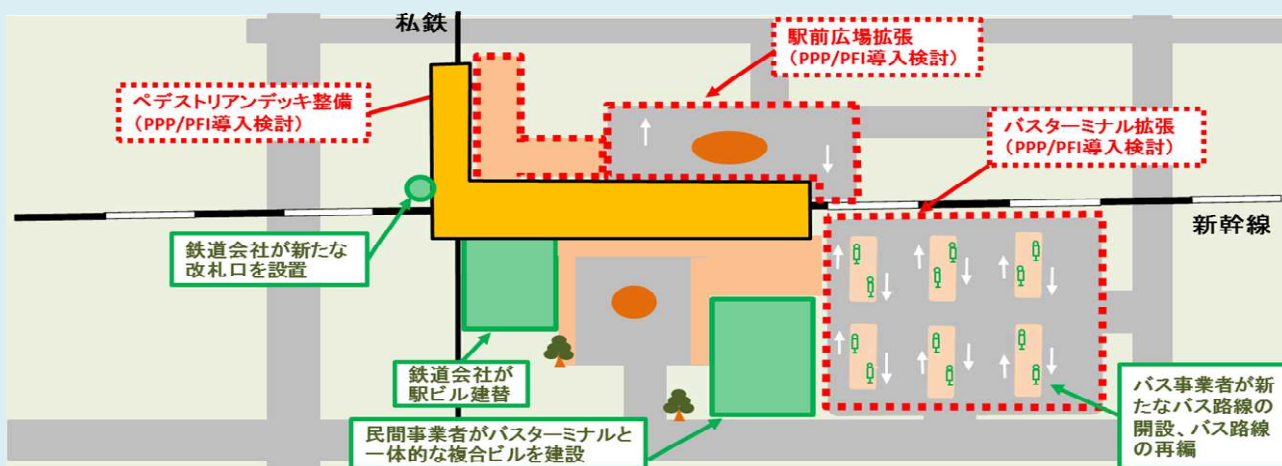 私鉄
駅前広場拡張
(PPP/PFI導入検討)
ペデストリアンデッキ整備
(PPP/PFI導入検討)
バスターミナル拡張
(PPP/PFI導入検討)
新幹線
鉄道会社が新たな
改札口を設置
鉄道会社が
駅ビル建替
民間事業者がバスターミナルと
一体的な複合ビルを建設
バス事業者が新
たなバス路線の
開設、バス路線
の再編